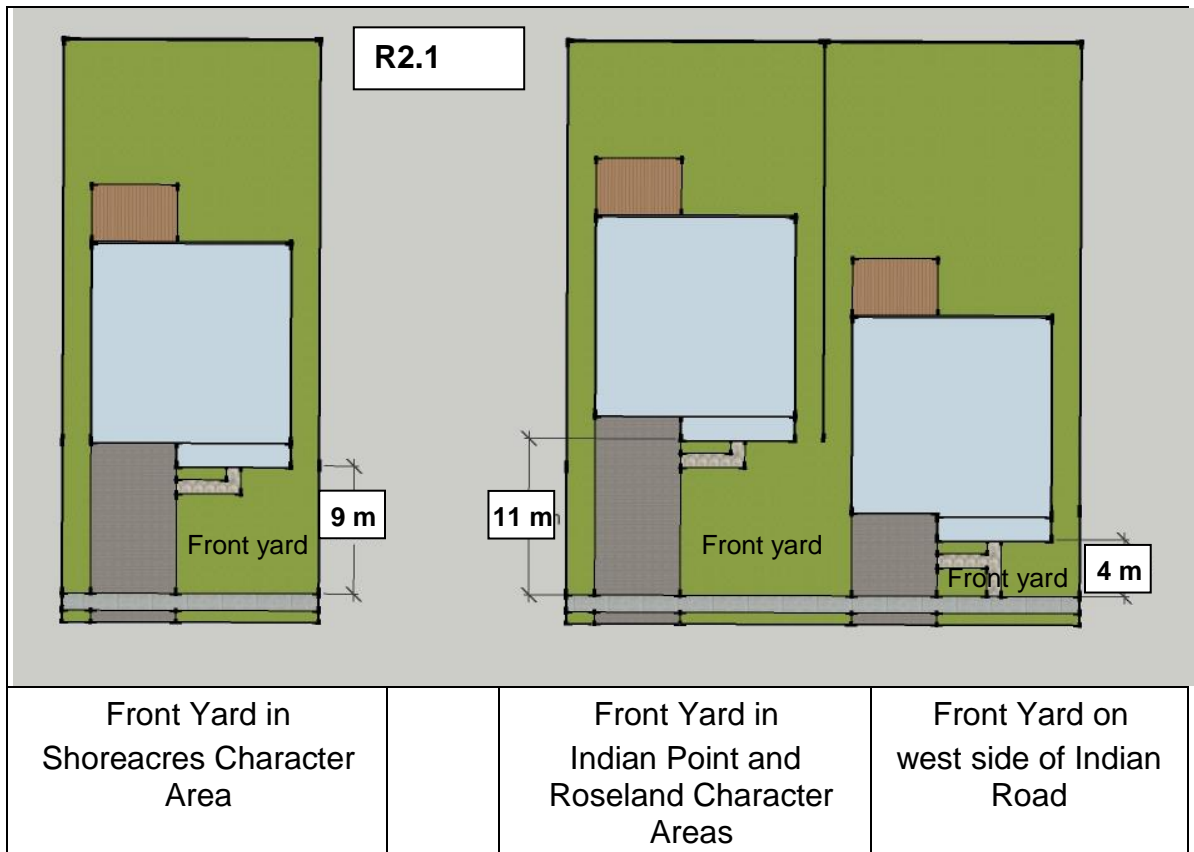 R2.1
9 m
11 m
Front yard
Front yard
Front yard
4 m
Front Yard in
Shoreacres Character
Area
Front Yard in
Indian Point and
Roseland Character
Areas
Front Yard on
west side of Indian
Road